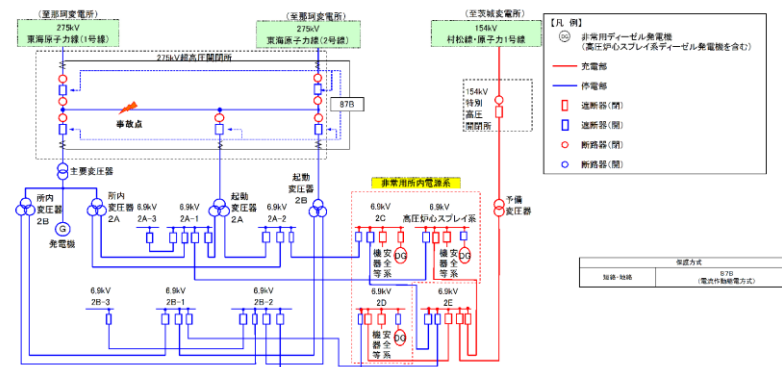 (至那珂変電所)
275kV
東海原子力線(1号線)
(至那珂変電所)
275kV
東海原子力線(2号線)
(至茨城変電所)
154kV
村松線・原子力1号線
【凡 例】
DG
非常用ディーゼル発電機
(高圧炉心スプレイ系ディーゼル発電機を含む)
充電部
停電部
遮断器(閉)
遮断器(開)
断路器(閉)
断路器(開)
275kV超高圧開閉所
87B
事故点
154kV
特別
高圧
開閉所
主要変圧器
所内
変圧器
2B
G
発電機
所内
変圧器
2A
6.9kV
2A-3
6.9kV
2A-1
起動
変圧器
2A
6.9kV
2A-2
起動
変圧器
2B
非常用所内電源系
6.9kV
2C
6.9kV
高圧炉心スプレイ系
予備
変圧器
安全系
機器等
DG
DG
6.9kV
2B-3
6.9kV
2B-1
6.9kV
2B-2
6.9kV
2D
6.9kV
2E
安全系
機器等
DG
保護方式
短絡・地絡
87B
(電流作動継電方式)